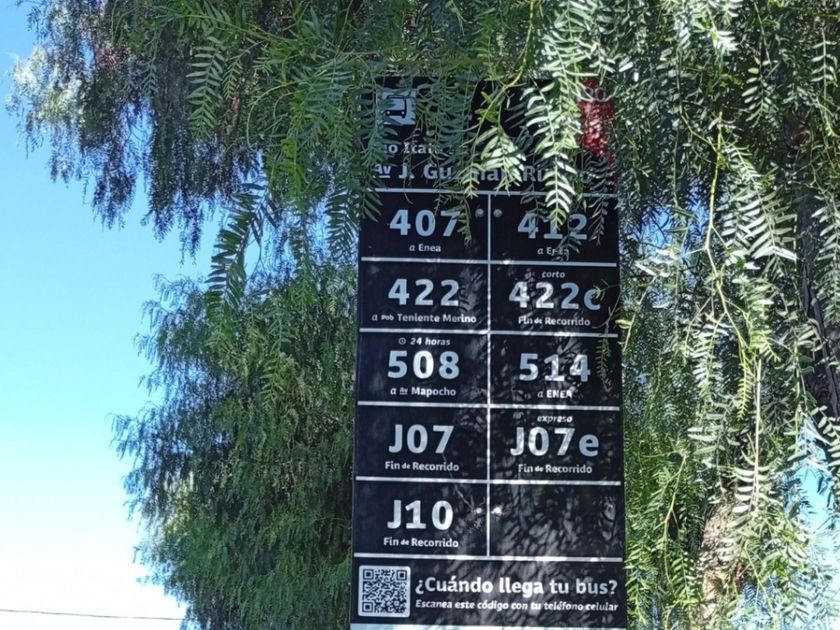 Av J.
407
a Enea
412
a Enea
422
a Pob Teniente Merino
corto
422c
Fin de Recorrido
24 horas
508
a Av Mapocho
514
a ENEA
J07
Fin de Recorrido
expreso
J07e
Fin de Recorrido
J10
Fin de Recorrido
¿Cuándo llega tu bus?
Escanea este código con tu teléfono celular